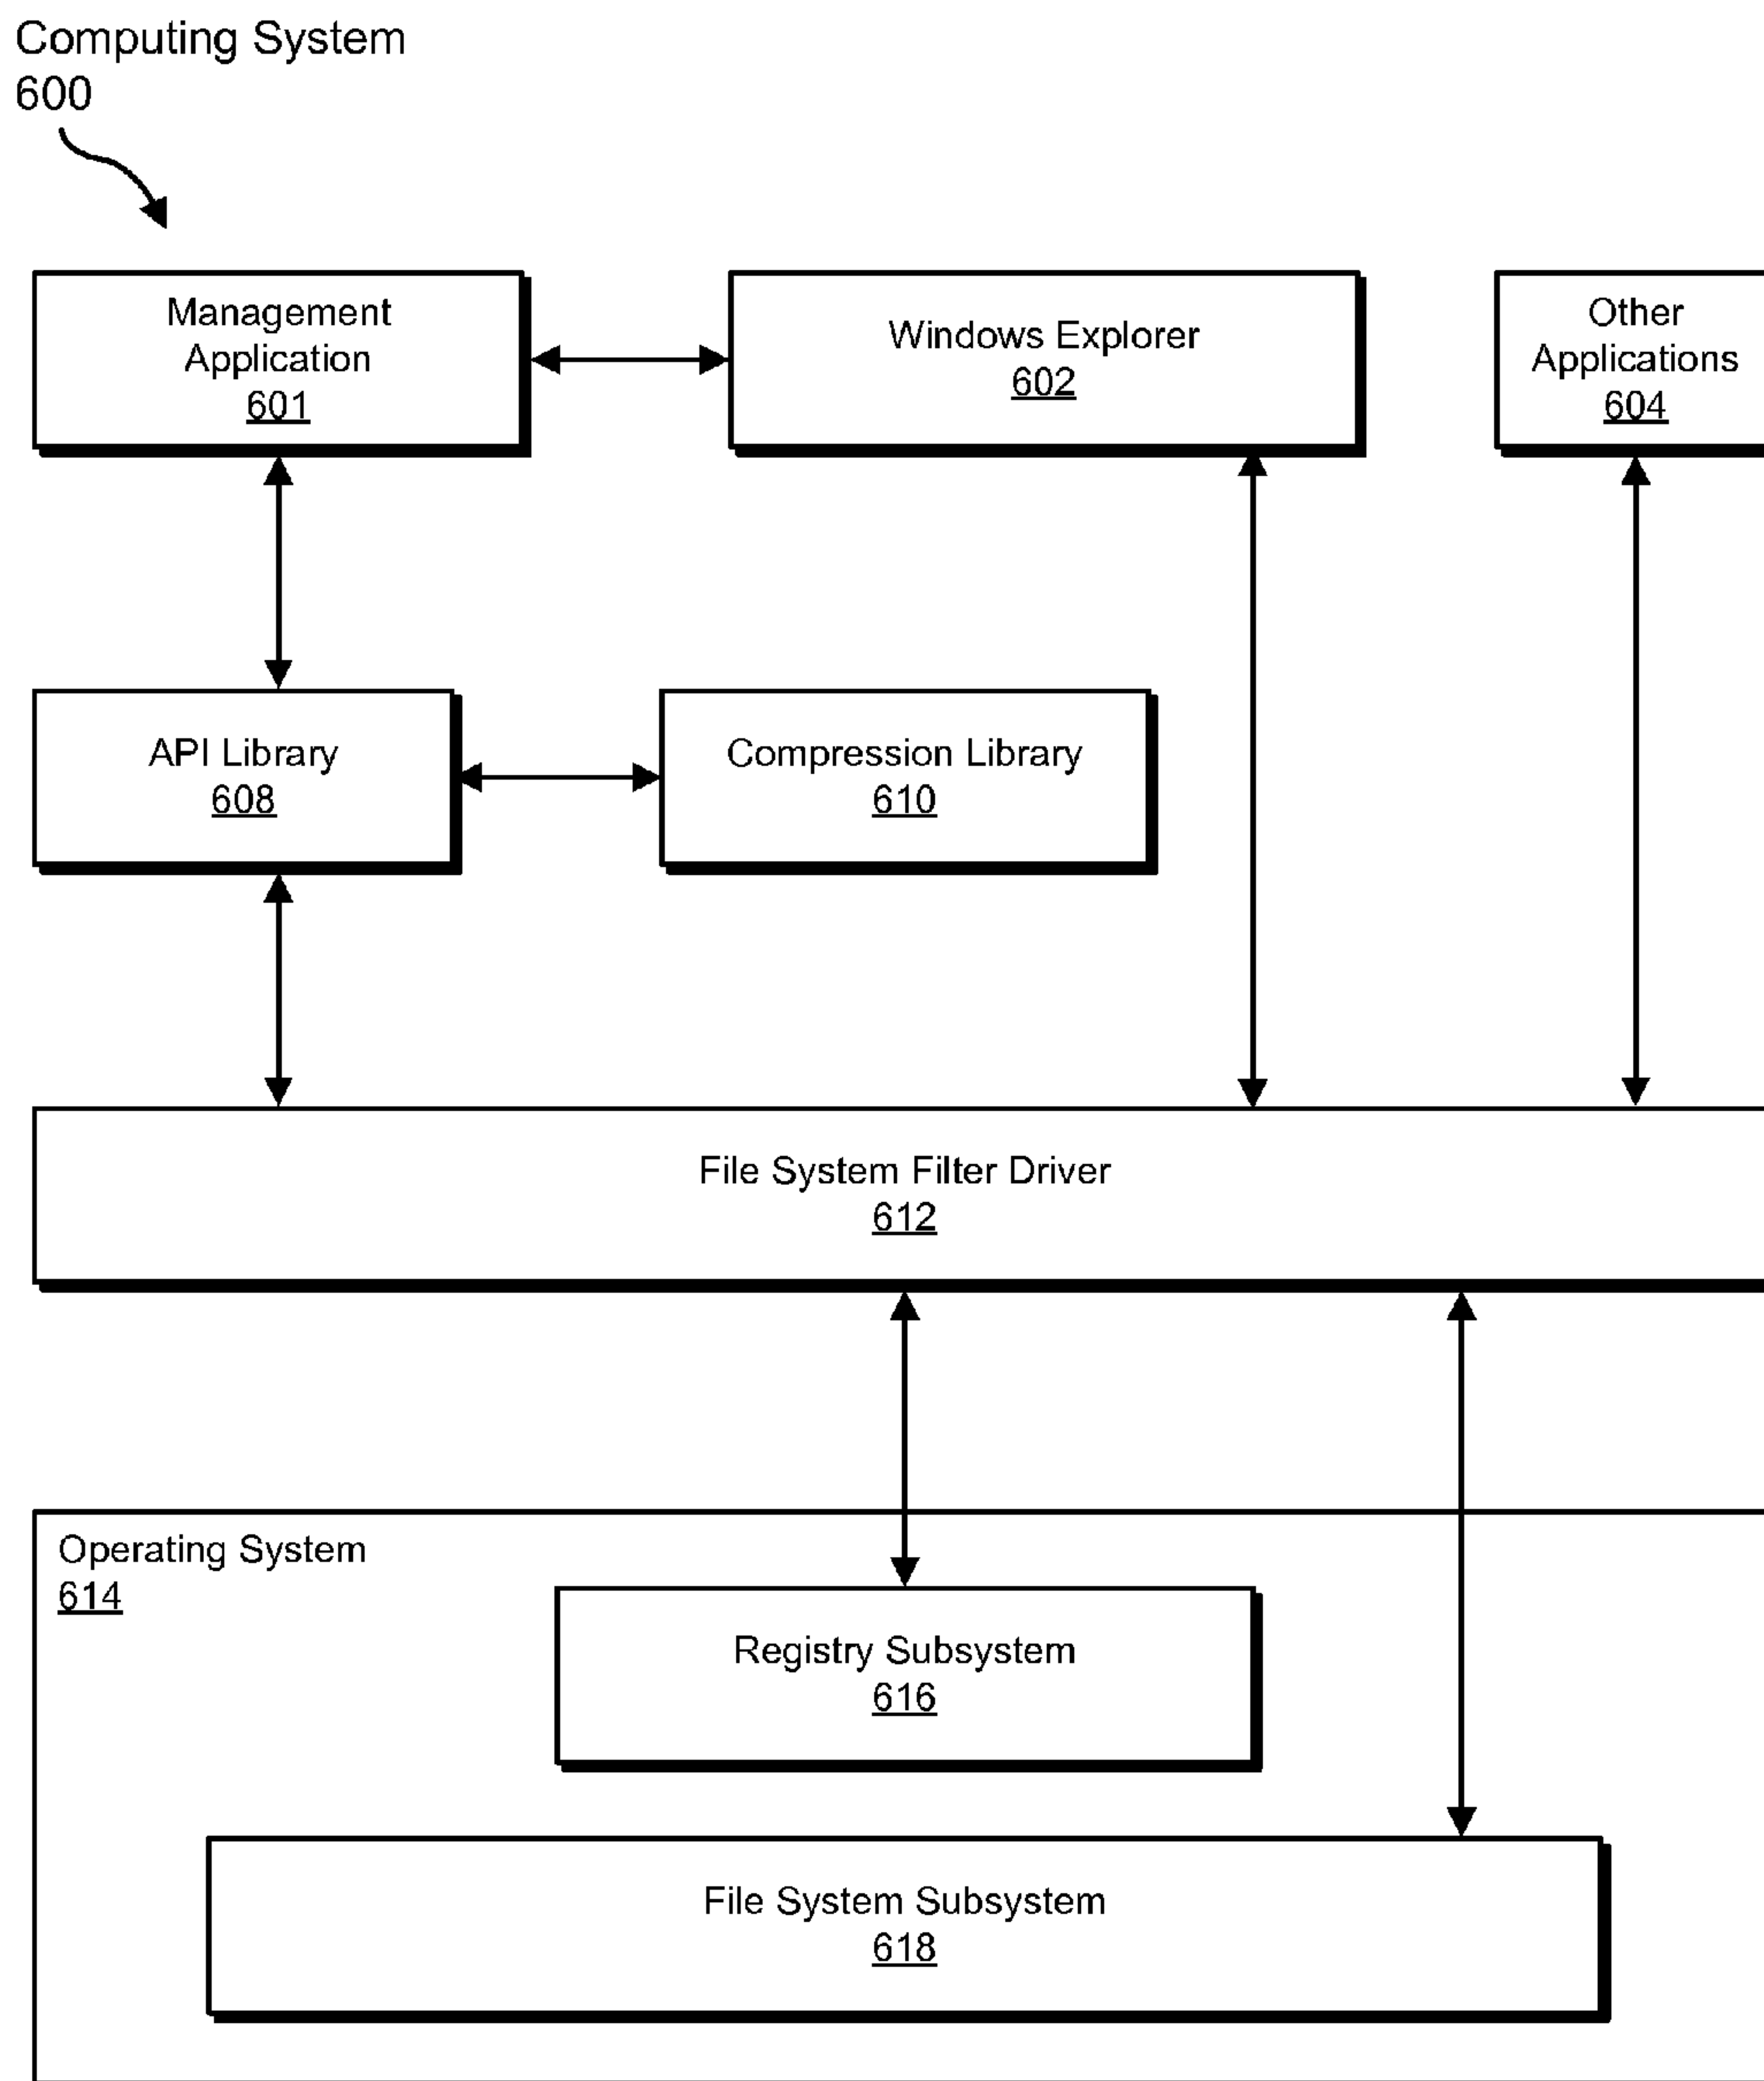 Computing System
600
Management
Application
601
Windows Explorer
602
Other
Applications
604
API Library
608
Compression Library
610
File System Filter Driver
612
Operating System
614
Registry Subsystem
616
File System Subsystem
618